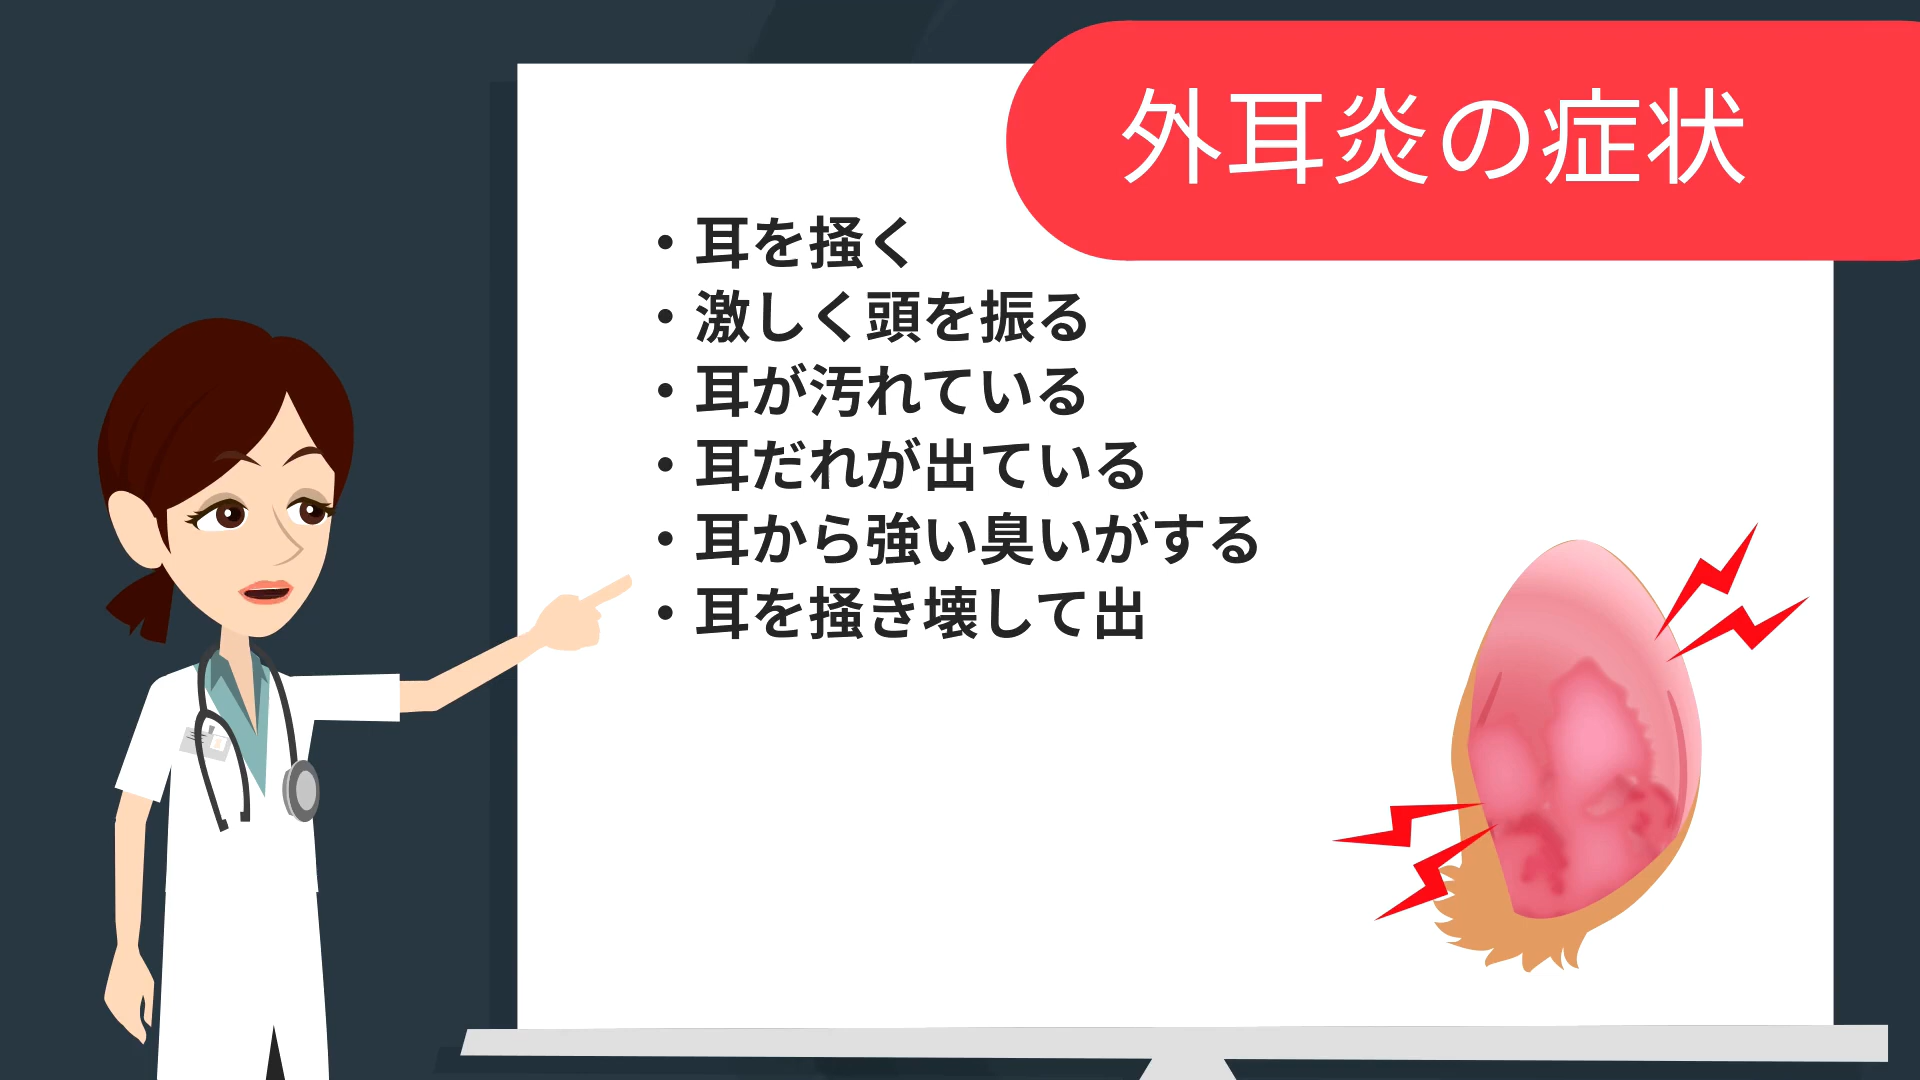 外耳炎の症状
・耳を掻く
・激しく頭を振る
・耳が汚れている
・耳だれが出ている
・耳から強い臭いがする
・耳を掻き壊して出